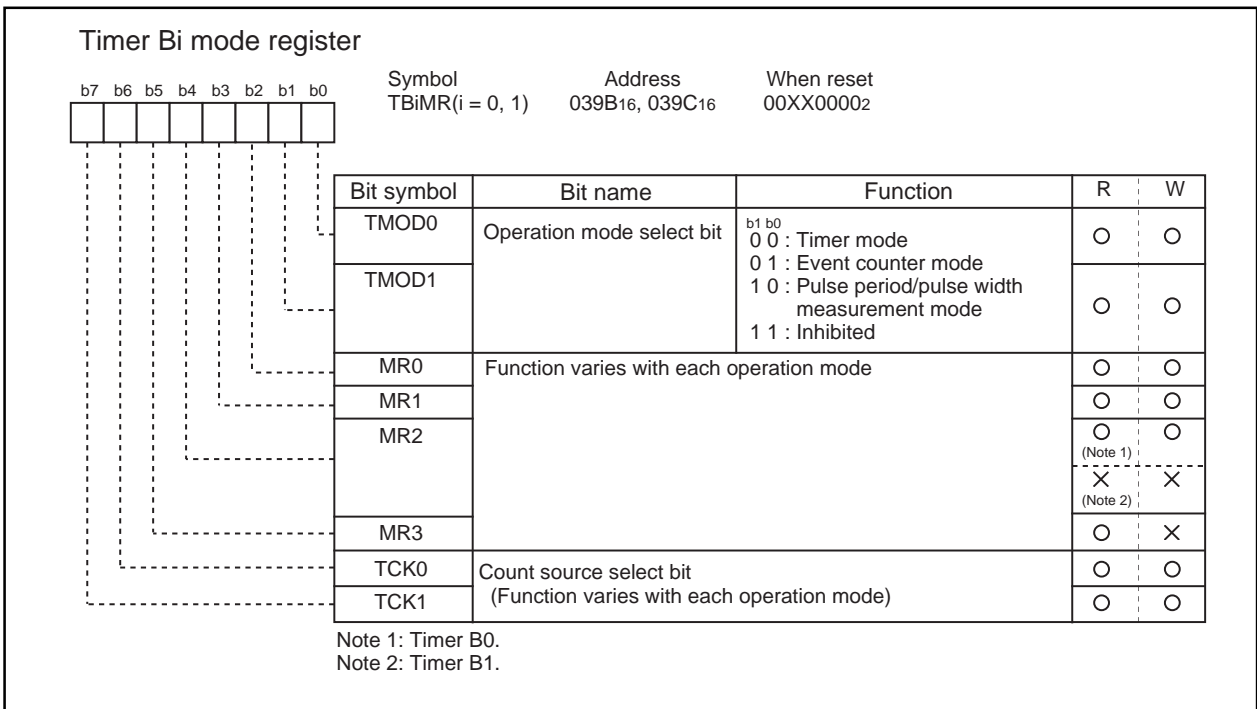 Timer Bi mode register
Symbol Address When reset
b7 b6 b5 b4 b3 b2 b1 b0
TBiMR(i = 0, 1) 039B16, 039C16 00XX00002
Bit symbol Bit name Function R W
TMOD0 Operation mode select bit b1 b0
0 0 : Timer mode
0 1 : Event counter mode
TMOD1 1 0 : Pulse period/pulse width
measurement mode
1 1 : Inhibited
MR0 Function varies with each operation mode
MR1
MR2
(Note 1)
(Note 2)
MR3
TCK0 Count source select bit
TCK1 (Function varies with each operation mode)
Note 1: Timer B0.
Note 2: Timer B1.